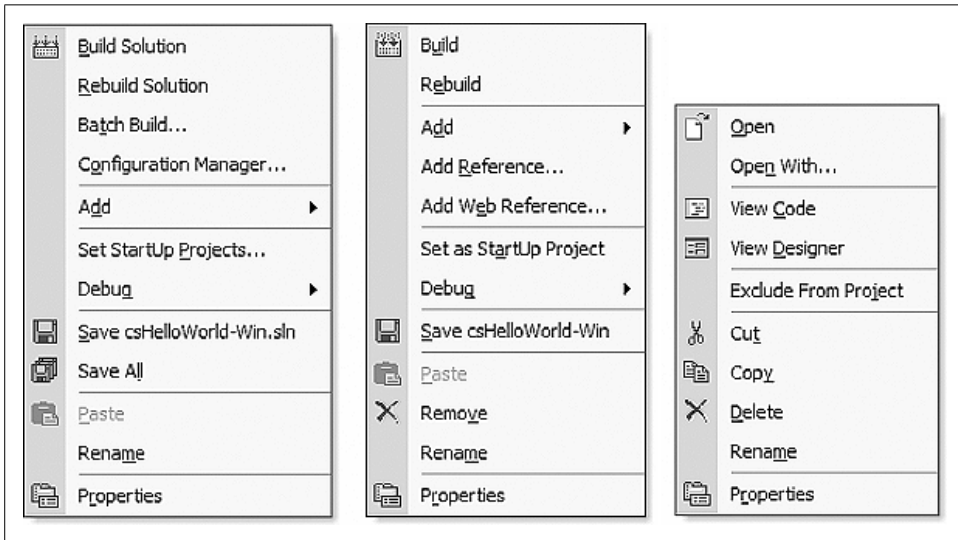 Build Solution
Rebuild Solution
Batch Build...
Configuration Manager...
Add
Set StartUp Projects...
Debug
Save csHelloWorld-Win.sln
Save All
Paste
Rename
Properties
Build
Rebuild
Add
Add Reference...
Add Web Reference...
Set as StartUp Project
Debug
Save csHelloWorld-Win
Paste
Remove
Rename
Properties
Open
Open With...
View Code
View Designer
Exclude From Project
Cut
Copy
Delete
Rename
Properties